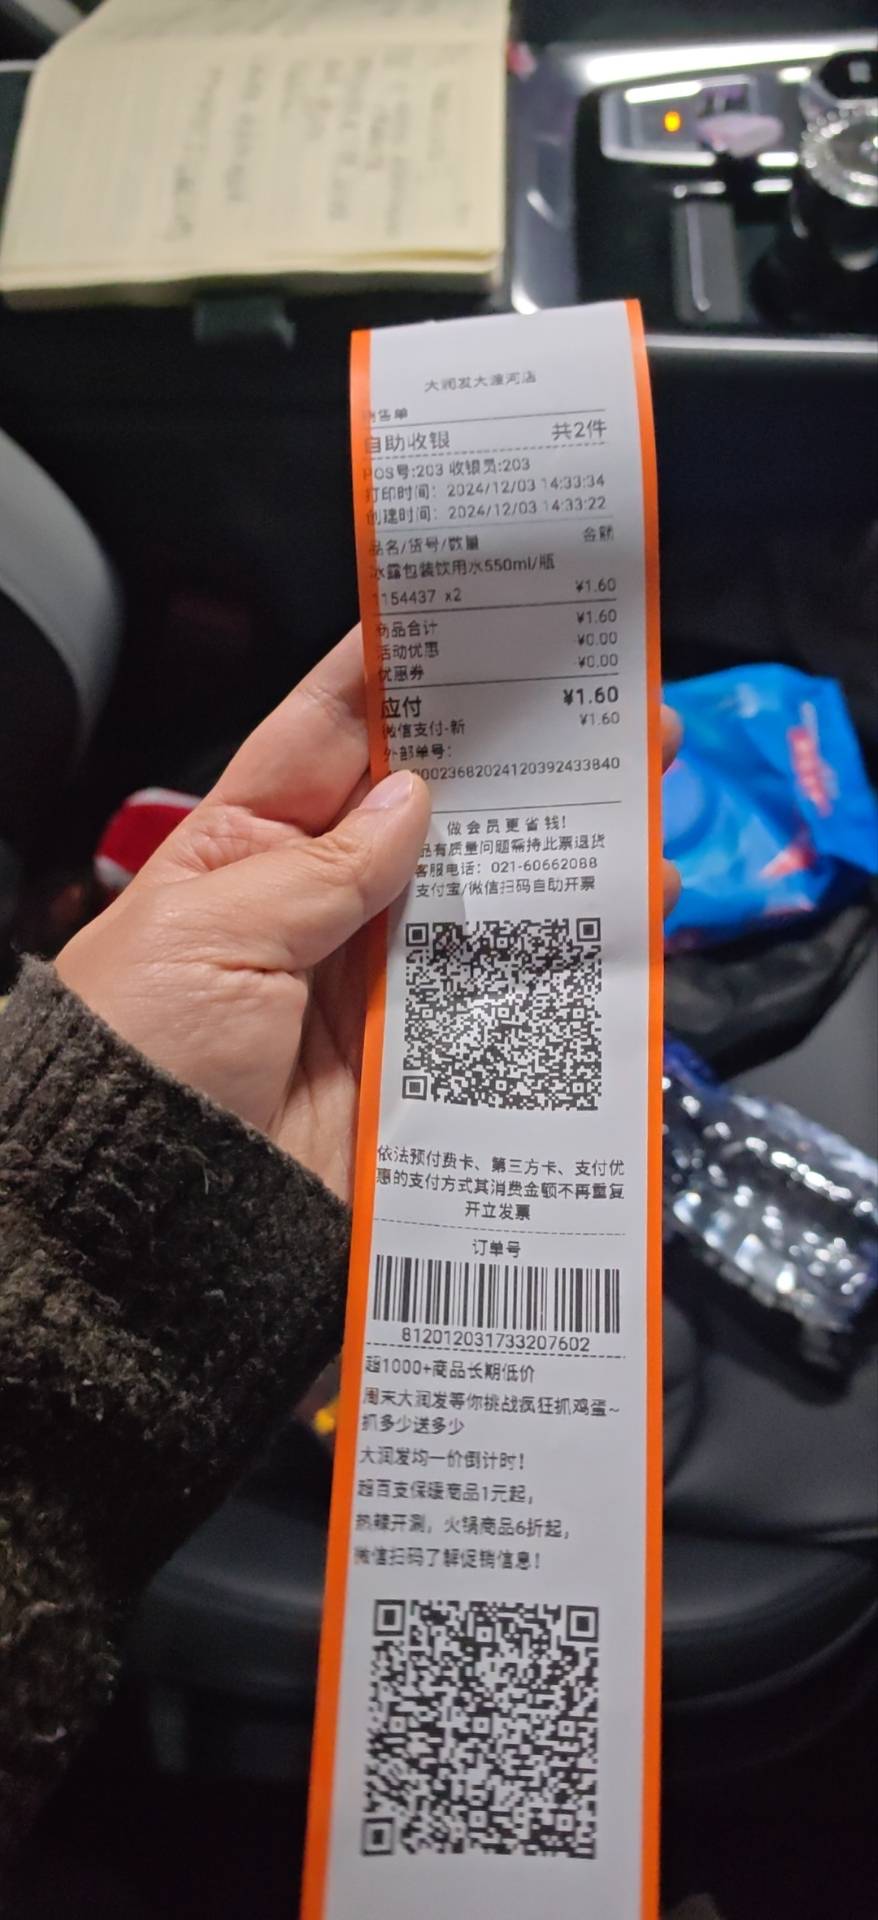 大润发大渡河店
销售单
自助收银 共2件
POS号:203 收银员:203
打印时间: 2024/12/03 14:33:34
创建时间: 2024/12/03 14:33:22
品名/货号/数量 金额
冰露包装饮用水550ml/瓶
1154437 x2 ¥1.60
商品合计 ¥1.60
活动优惠 -¥0.00
优惠券 -¥0.00
应付 ¥1.60
微信支付-新 ¥1.60
外部单号:
0002368202412039243​3840
做会员更省钱!
品有质量问题需持此票退货
客服电话: 021-60662088
支付宝/微信扫码自助开票
依法预付费卡、第三方卡、支付优
惠的支付方式其消费金额不再重复
开立发票
订单号
812012031733207602
超1000+商品长期低价
周末大润发等你挑战疯狂抓鸡蛋~
抓多少送多少
大润发均一价倒计时!
超百支保暖商品1元起,
热辣开涮, 火锅商品6折起,
微信扫码了解促销信息!